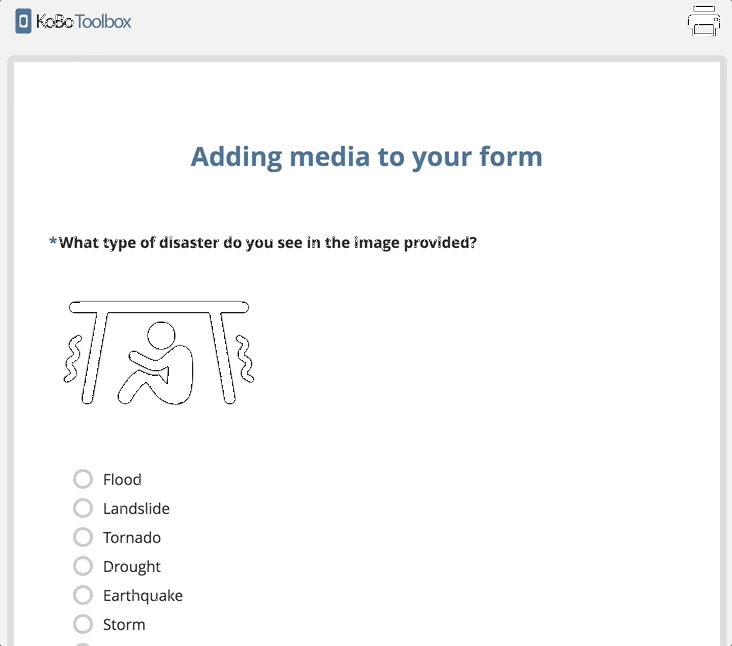 KoBoToolbox
Adding media to your form
*What type of disaster do you see in the image provided?
Flood
Landslide
Tornado
Drought
Earthquake
Storm